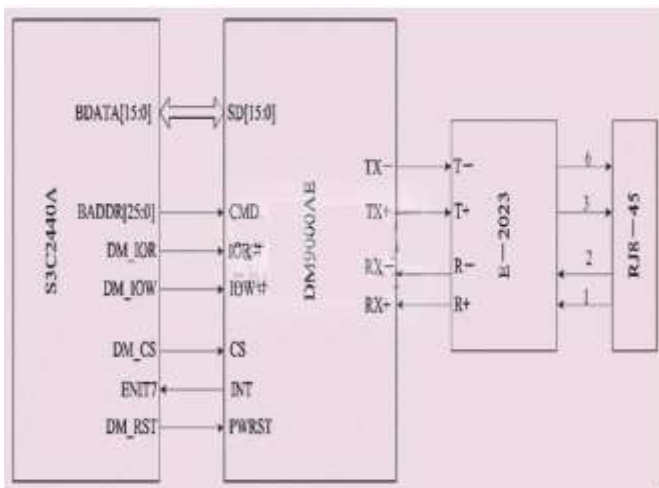 S3C2440A
BDATA[15:0]
BADDR[25:0]
DM_IOR
DM_IOW
DM_CS
ENIT7
DM_RST
DM9000AE
SD[15:0]
CMD
IOR#
IOW#
CS
INT
PWRST
TX-
TX+
RX-
RX+
E-2023
T-
T+
R-
R+
6
3
2
1
RJ8-45